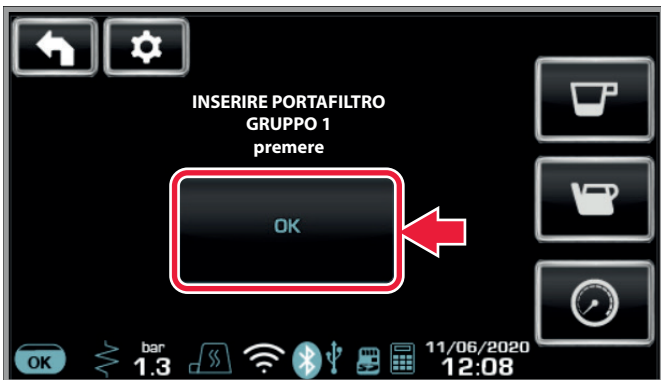 INSERIRE PORTAFILTRO
GRUPPO 1
premere
OK
OK
bar
1.3
11/06/2020
12:08